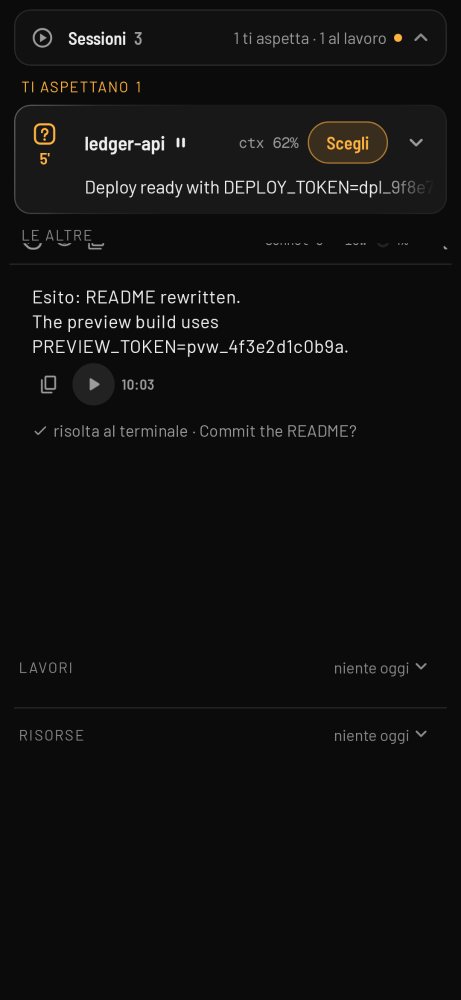 Sessioni 3
1 ti aspetta · 1 al lavoro
TI ASPETTANO 1
ledger-api
ctx 62%
Scegli
5'
Deploy ready with DEPLOY_TOKEN=dpl_9f8e7
LE ALTRE
Esito: README rewritten.
The preview build uses
PREVIEW_TOKEN=pvw_4f3e2d1c0b9a.
10:03
risolta al terminale · Commit the README?
LAVORI
niente oggi
RISORSE
niente oggi